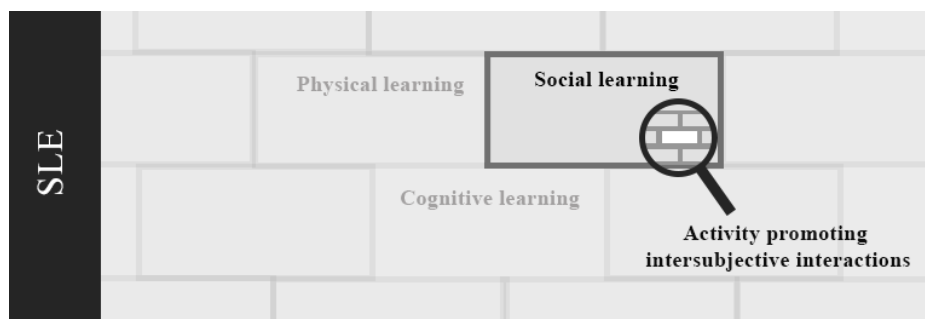 SLE
Physical learning
Social learning
Cognitive learning
Activity promoting
intersubjective interactions